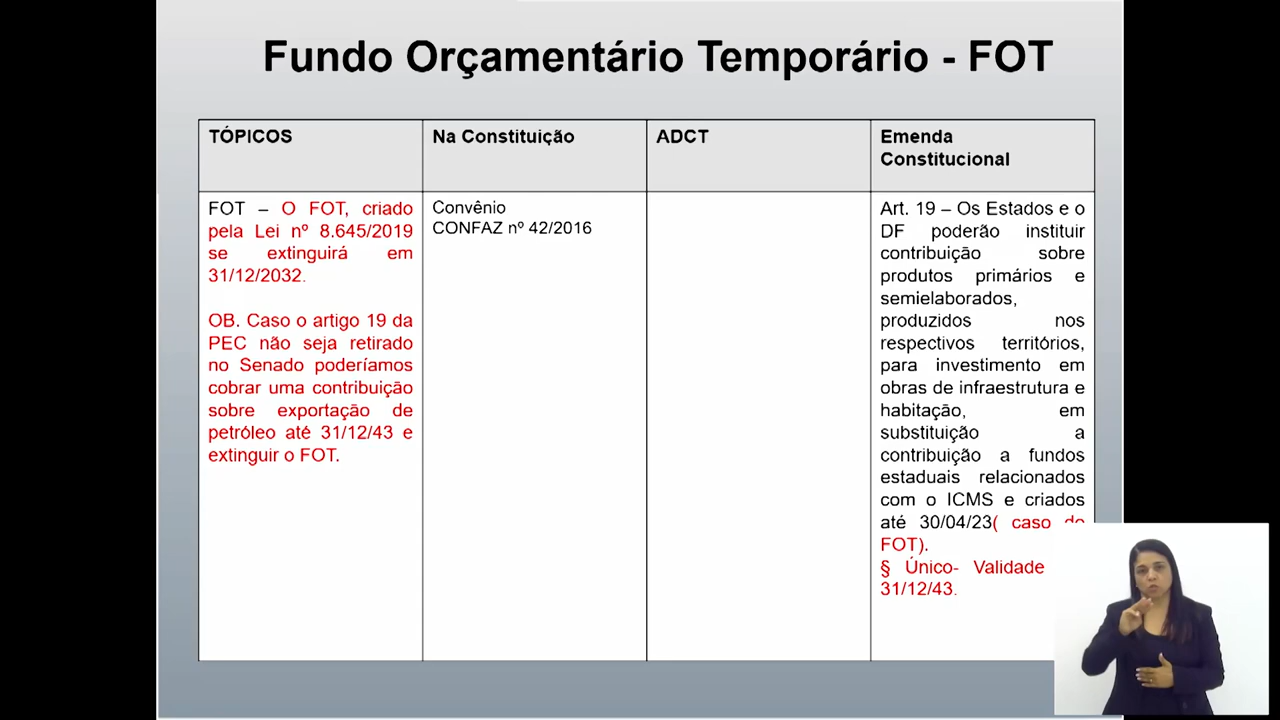 Fundo Orçamentário Temporário - FOT
TÓPICOS
Na Constituição
ADCT
Emenda
Constitucional
FOT – O FOT, criado
pela Lei nº 8.645/2019
se extinguirá em
31/12/2032.
OB. Caso o artigo 19 da
PEC não seja retirado
no Senado poderíamos
cobrar uma contribuição
sobre exportação de
petróleo até 31/12/43 e
extinguir o FOT.
Convênio
CONFAZ nº 42/2016
Art. 19 – Os Estados e o
DF poderão instituir
contribuição sobre
produtos primários e
semielaborados,
produzidos nos
respectivos territórios,
para investimento em
obras de infraestrutura e
habitação, em
substituição a
contribuição a fundos
estaduais relacionados
com o ICMS e criados
até 30/04/23( caso do
FOT).
§ Único- Validade
31/12/43.